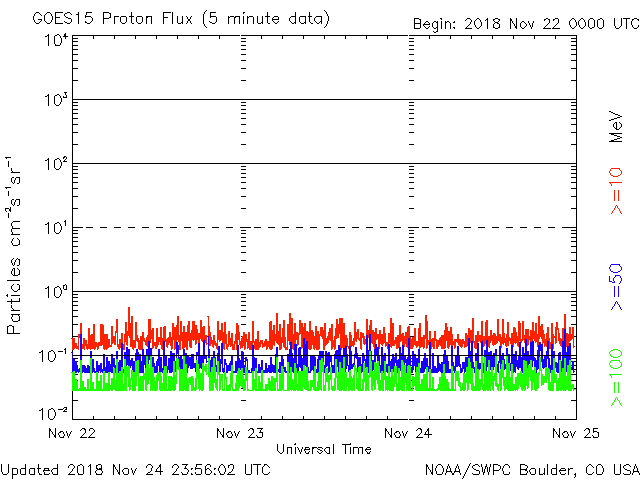 GOES15 Proton Flux (5 minute data)
Begin: 2018 Nov 22 0000 UTC
Particles cm⁻²s⁻¹sr⁻¹
10⁴
10³
10²
10¹
10⁰
10⁻¹
10⁻²
MeV
>=10
>=50
>=100
Nov 22 Nov 23 Nov 24 Nov 25
Universal Time
Updated 2018 Nov 24 23:56:02 UTC
NOAA/SWPC Boulder, CO USA